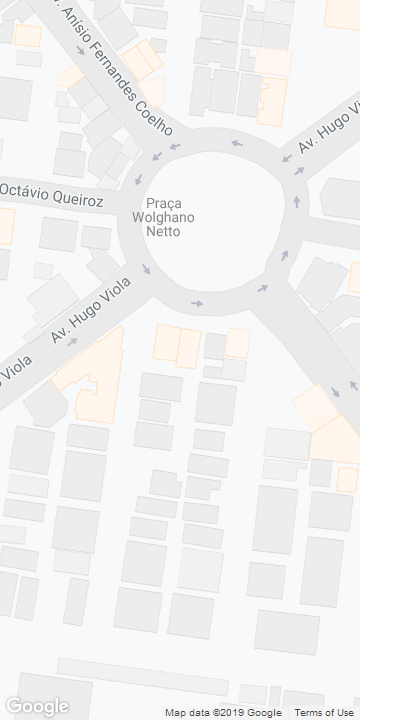 . Anísio Fernandes Coelho
Av. Hugo Vi
Octávio Queiroz
Praça
Wolghano
Netto
Av. Hugo Viola
o Viola
Google
Map data ©2019 Google
Terms of Use